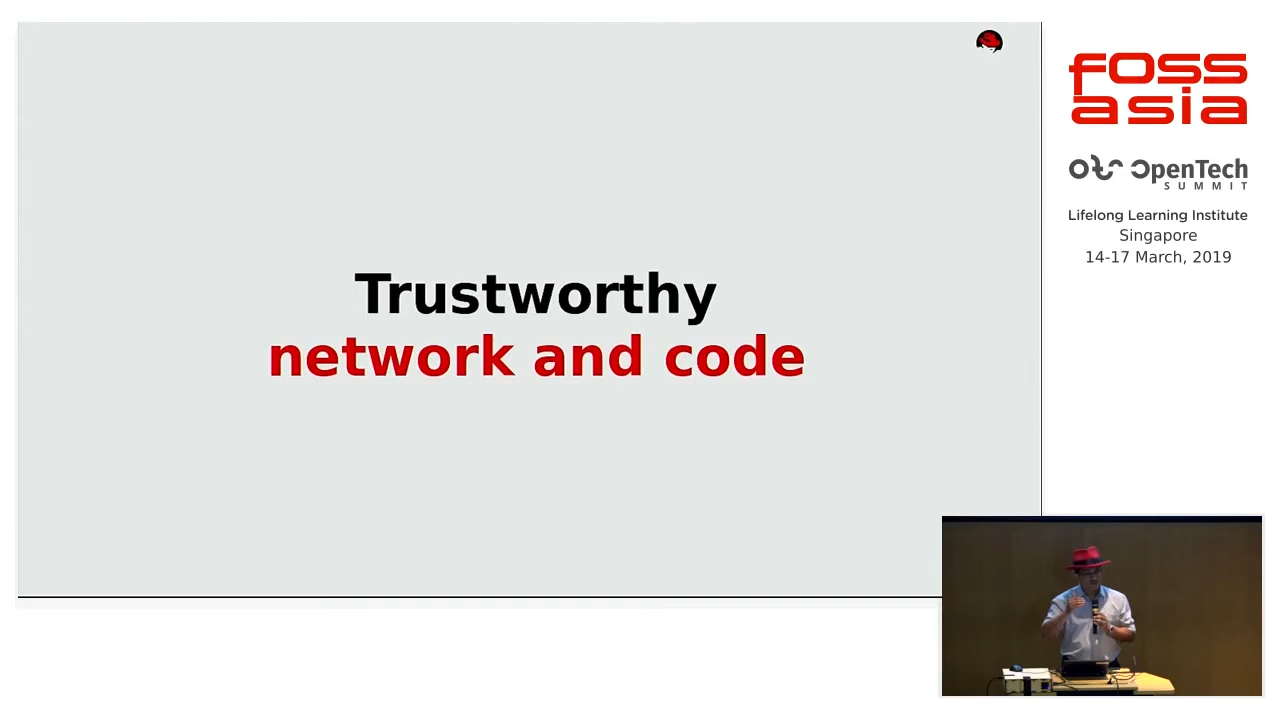 Trustworthy
network and code
foss
asia
OpenTech
SUMMIT
Lifelong Learning Institute
Singapore
14-17 March, 2019